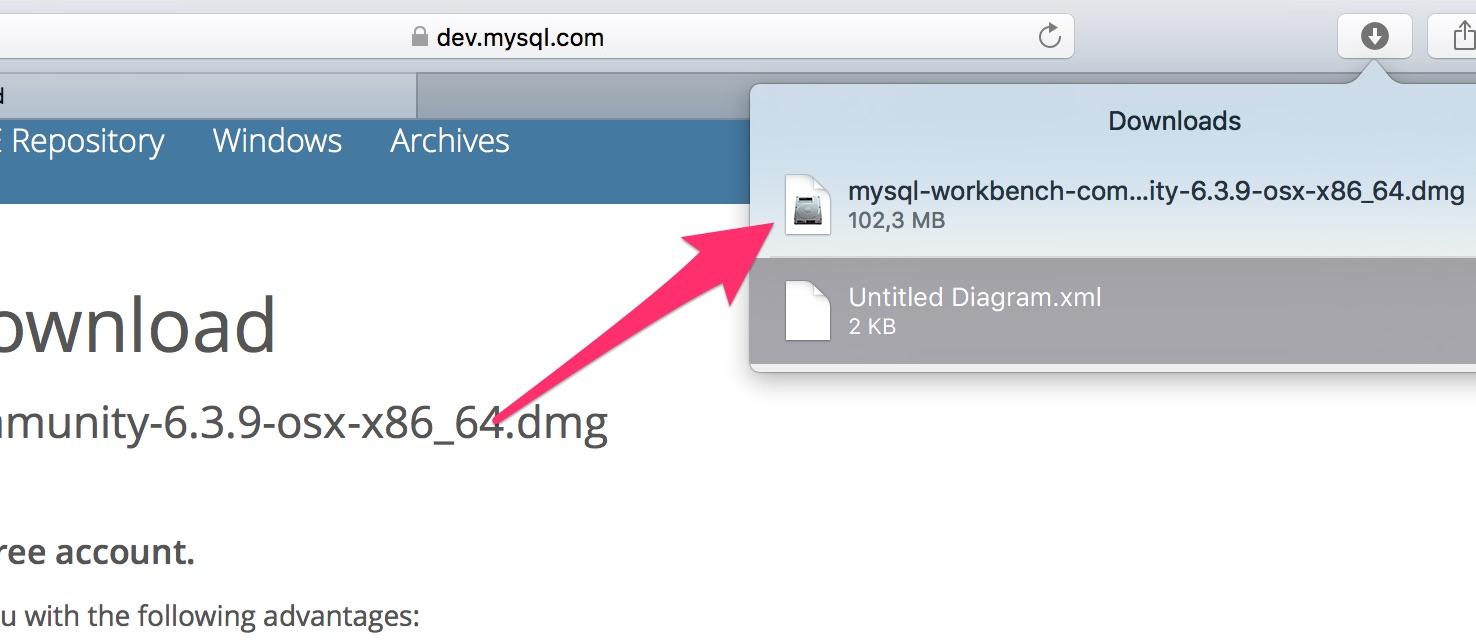 dev.mysql.com
Repository Windows Archives
Downloads
mysql-workbench-com...ity-6.3.9-osx-x86_64.dmg
102,3 MB
Untitled Diagram.xml
2 KB
ownload
munity-6.3.9-osx-x86_64.dmg
ree account.
u with the following advantages: